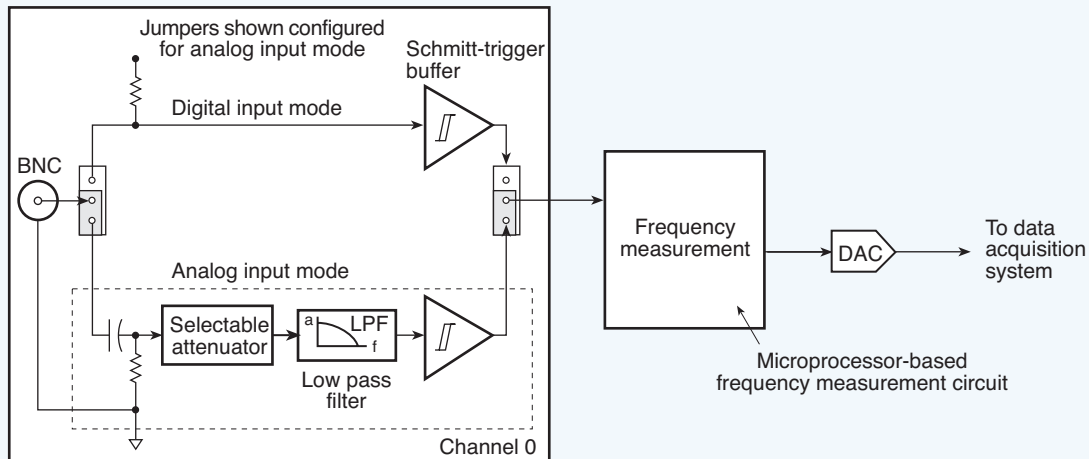 Jumpers shown configured
for analog input mode
Schmitt-trigger
buffer
Digital input mode
BNC
Frequency
measurement
DAC
To data
acquisition
system
Analog input mode
Selectable
attenuator
a
LPF
f
Low pass
filter
Microprocessor-based
frequency measurement circuit
Channel 0